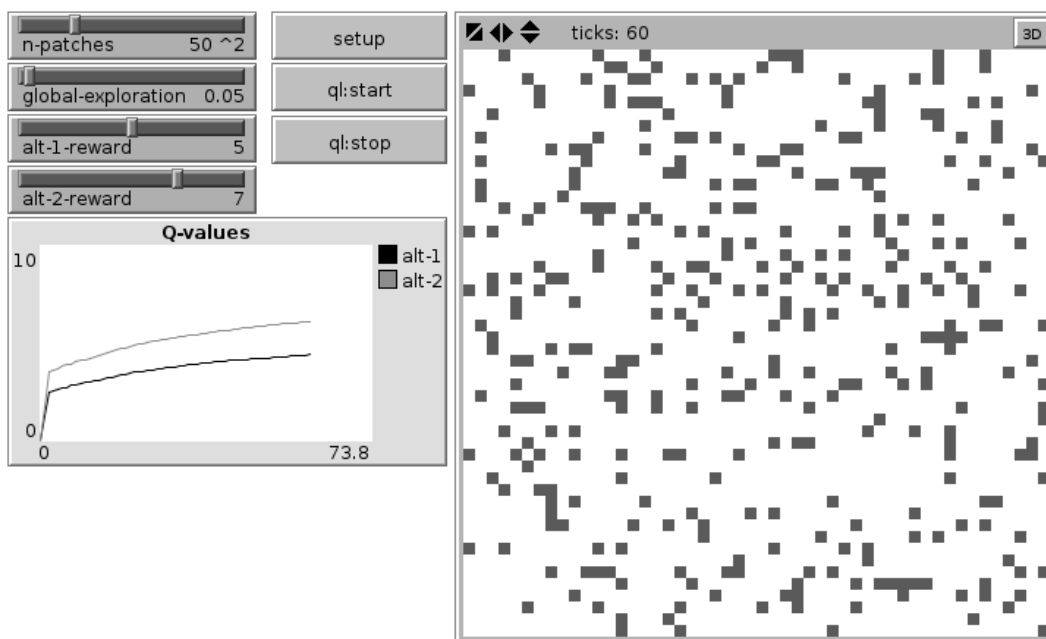 n-patches 50 ^2
global-exploration 0.05
alt-1-reward 5
alt-2-reward 7
setup
ql:start
ql:stop
Q-values
10
0
0 73.8
alt-1
alt-2
ticks: 60
3D